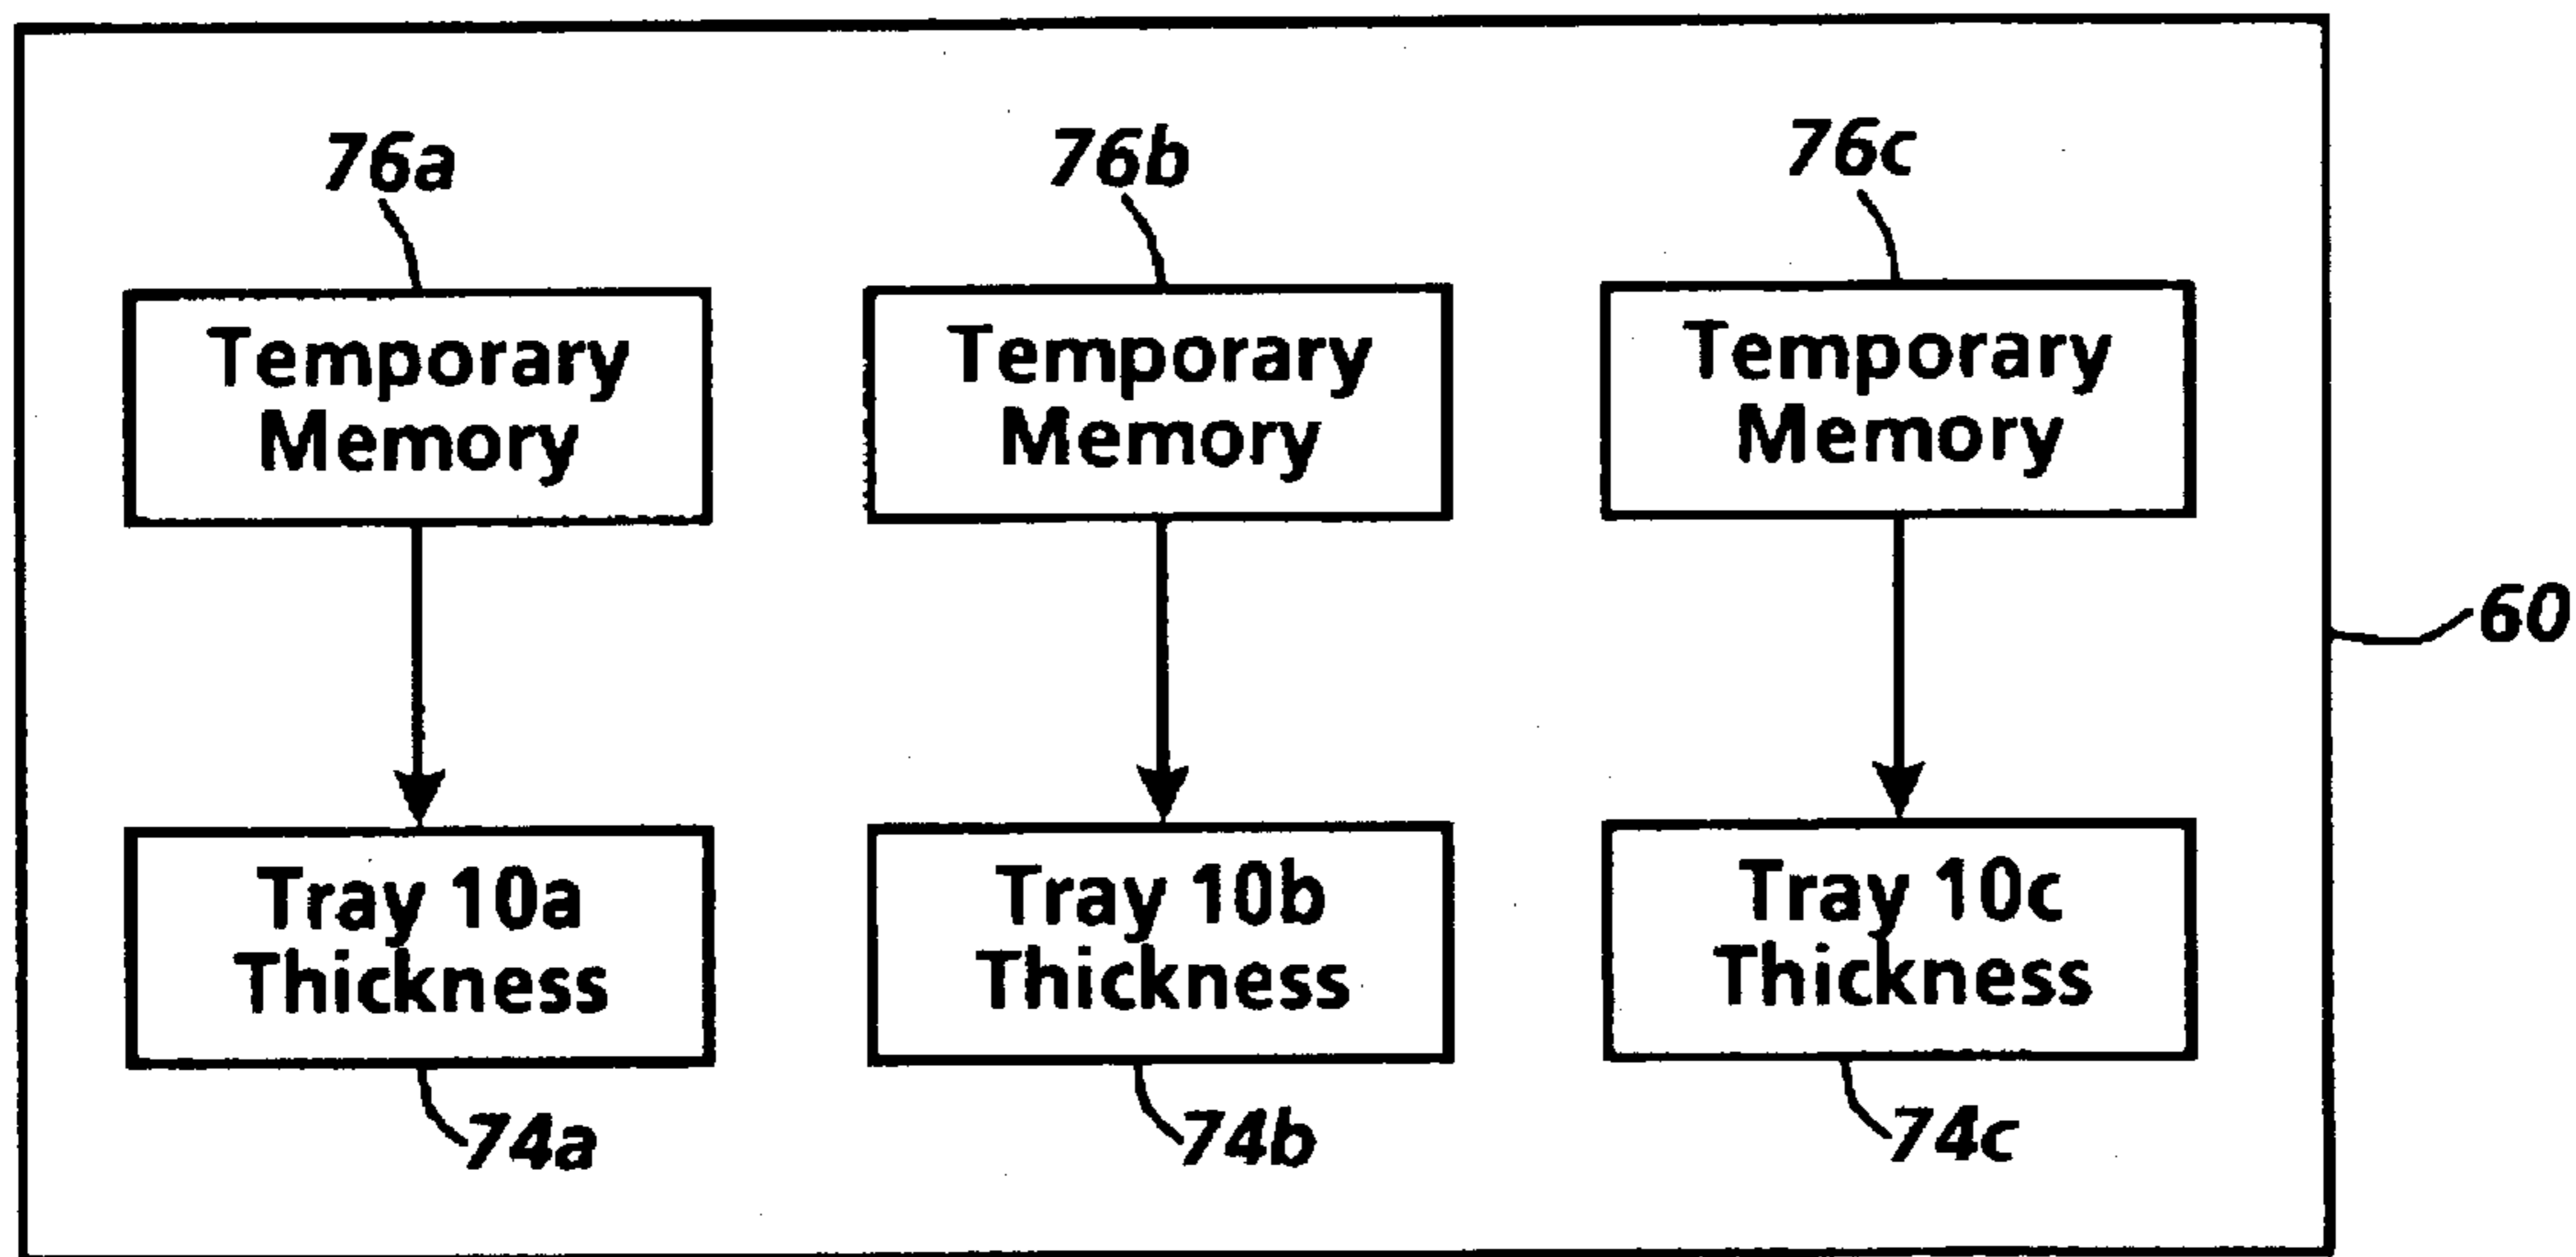 76a
76b
76c
Temporary
Memory
Temporary
Memory
Temporary
Memory
60
Tray 10a
Thickness
Tray 10b
Thickness
Tray 10c
Thickness
74a
74b
74c